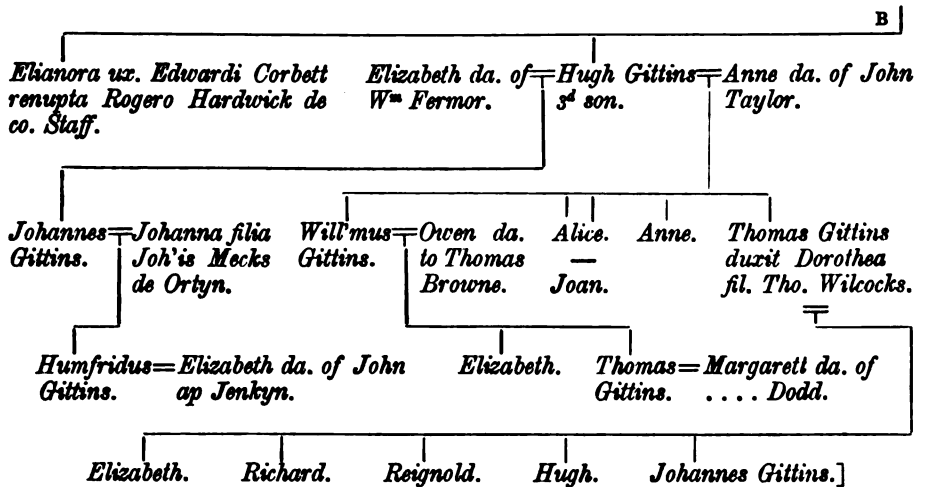 B
Elianora ux. Edwardi Corbett
renupta Rogero Hardwick de
co. Staff.
Elizabeth da. of
Wm Fermor.
Hugh Gittins
3d son.
Anne da. of John
Taylor.
Johannes
Gittins.
Johanna filia
Joh'is Mecks
de Ortyn.
Will'mus
Gittins.
Owen da.
to Thomas
Browne.
Alice.
—
Joan.
Anne.
Thomas Gittins
duxit Dorothea
fil. Tho. Wilcocks.
Humfridus=Elizabeth da. of John
Gittins. ap Jenkyn.
Elizabeth.
Thomas=Margarett da. of
Gittins. .... Dodd.
Elizabeth. Richard. Reignold. Hugh. Johannes Gittins.]